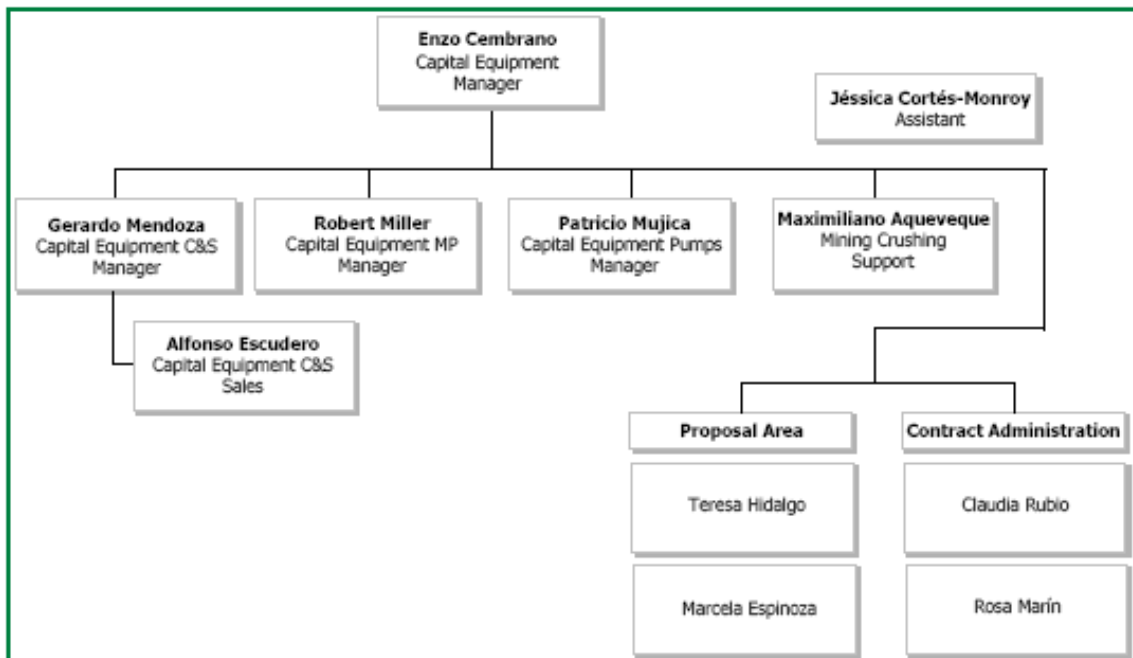 Enzo Cembrano
Capital Equipment
Manager
Jéssica Cortés-Monroy
Assistant
Gerardo Mendoza
Capital Equipment C&S
Manager
Robert Miller
Capital Equipment MP
Manager
Patricio Mujica
Capital Equipment Pumps
Manager
Maximiliano Aqueveque
Mining Crushing
Support
Alfonso Escudero
Capital Equipment C&S
Sales
Proposal Area
Contract Administration
Teresa Hidalgo
Claudia Rubio
Marcela Espinoza
Rosa Marín